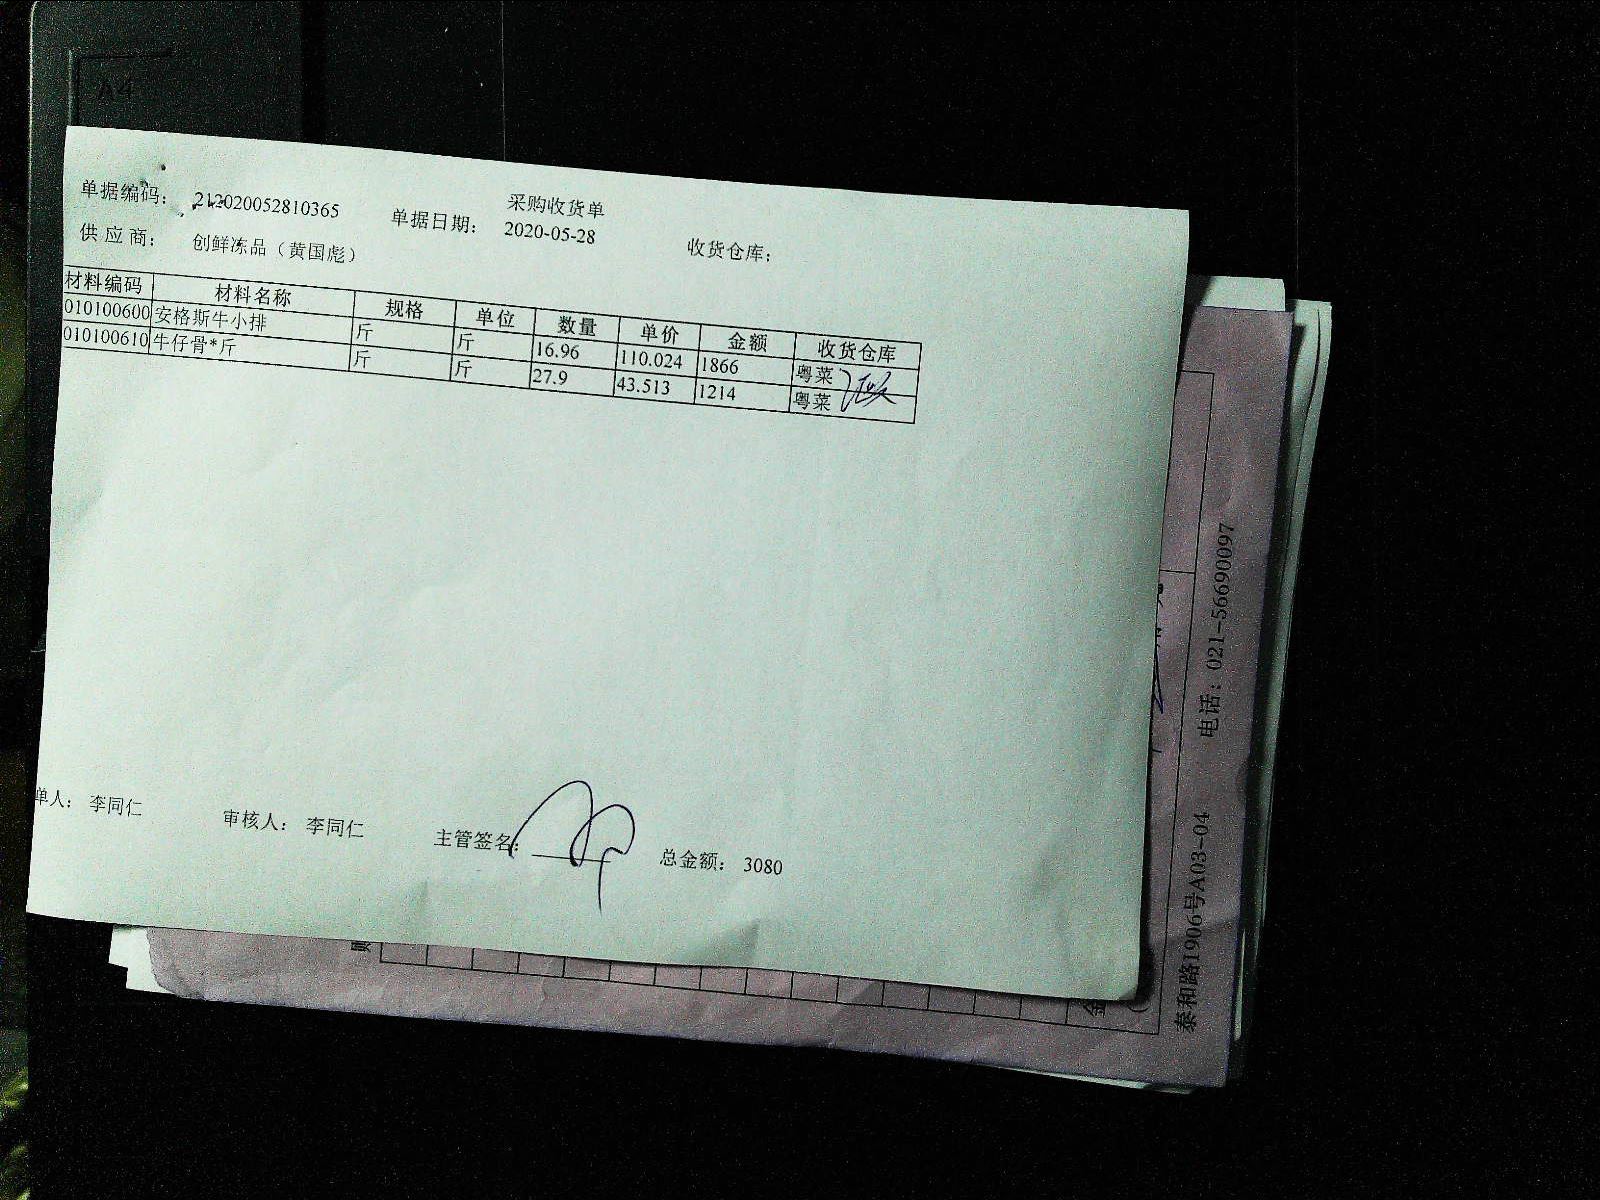 A4
采购收货单
单据编码： 212020052810365 单据日期： 2020-05-28 收货仓库；
供应商； 创鲜冻品（黄国彪）
材料编码 材料名称 规格 单位 数量 单价 金额 收货仓库
010100600 安格斯牛小排 斤 斤 16.96 110.024 1866 粤菜
010100610 牛仔骨*斤 斤 斤 27.9 43.513 1214 粤菜
单人： 李同仁 审核人： 李同仁 主管签名： 总金额： 3080
泰和路1906号A03-04 电话：021-56690097
金